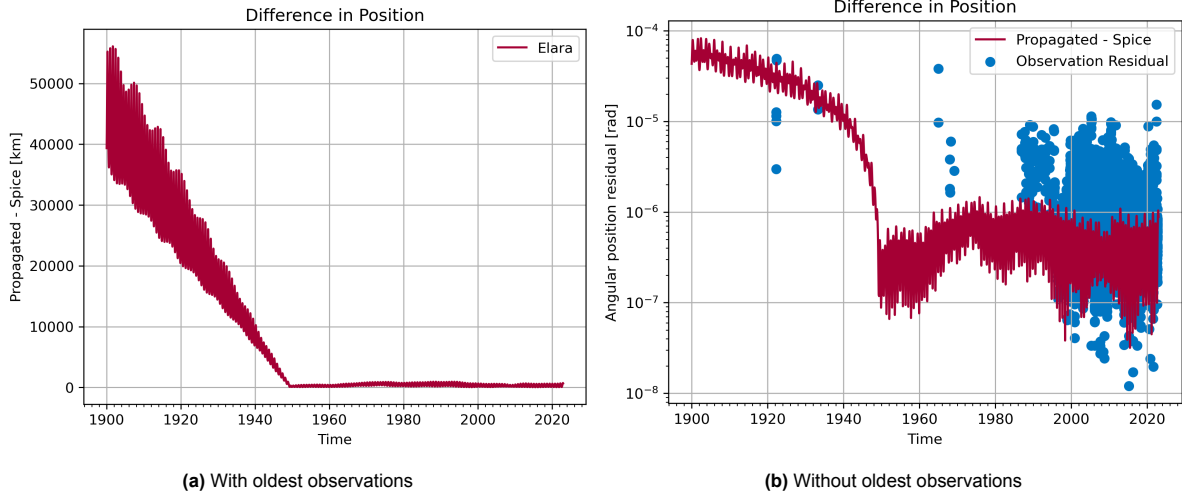 Difference in Position
Elara
50000
40000
30000
20000
10000
0
Propagated - Spice [km]
1900
1920
1940
1960
1980
2000
2020
Time
(a) With oldest observations
Difference in Position
Propagated - Spice
Observation Residual
10⁻⁴
10⁻⁵
10⁻⁶
10⁻⁷
10⁻⁸
Angular position residual [rad]
1900
1920
1940
1960
1980
2000
2020
Time
(b) Without oldest observations